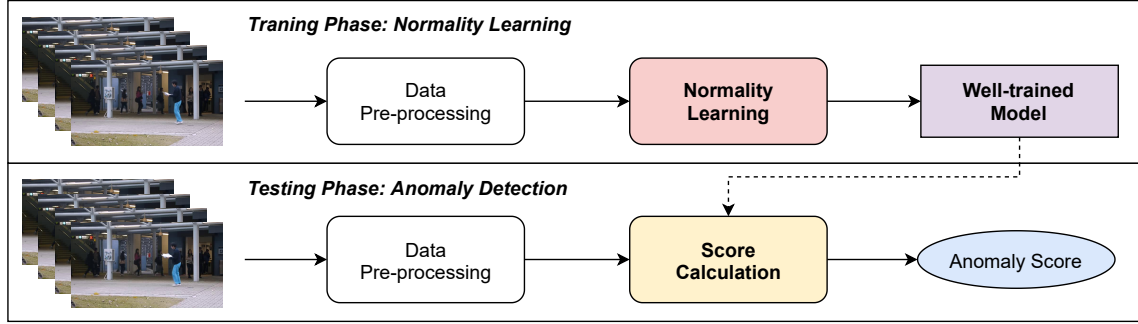 Traning Phase: Normality Learning
Data
Pre-processing
Normality
Learning
Well-trained
Model
Testing Phase: Anomaly Detection
Data
Pre-processing
Score
Calculation
Anomaly Score